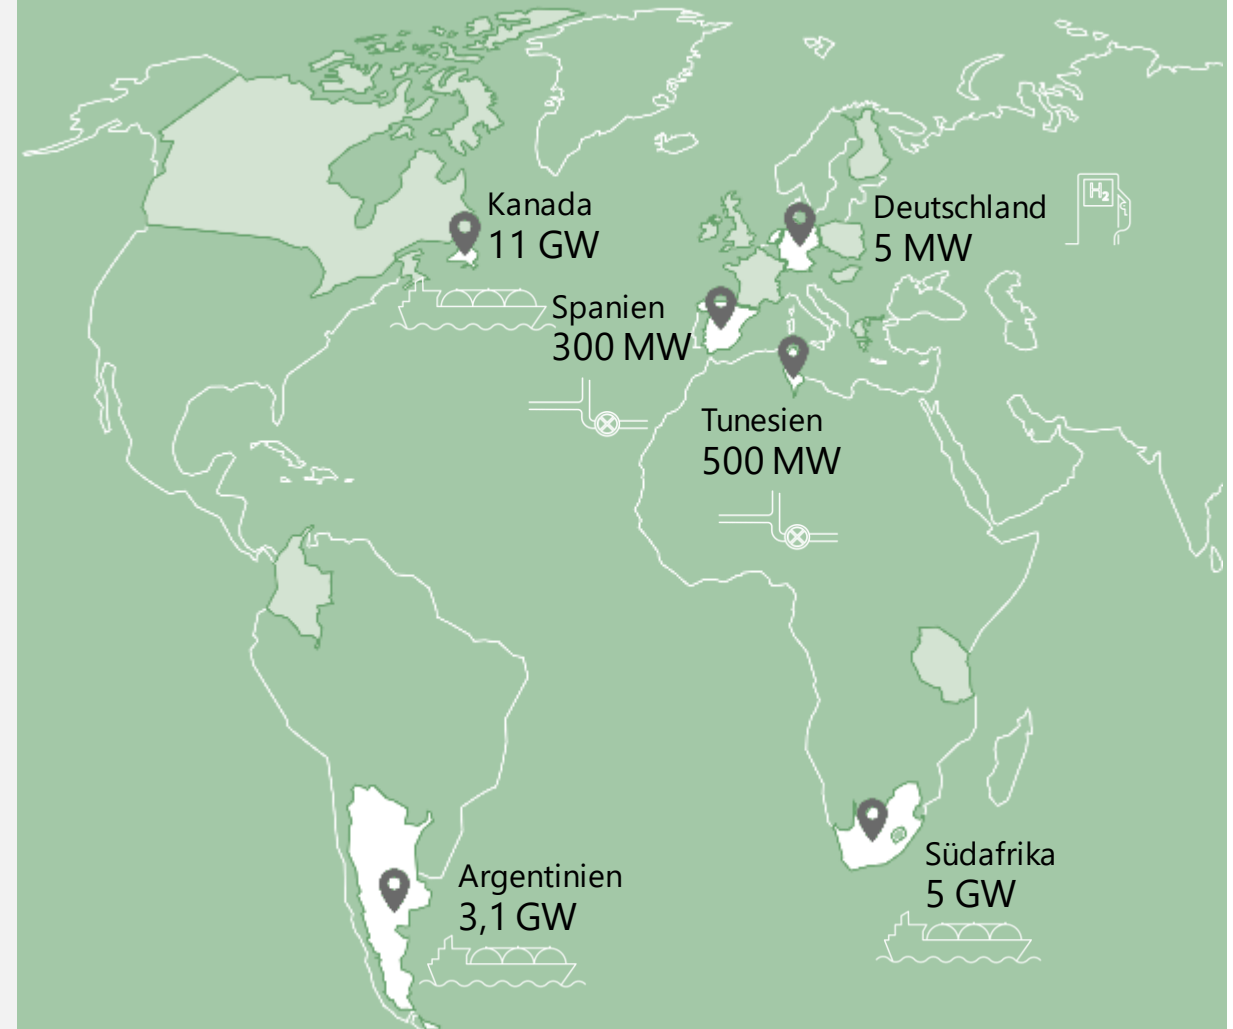 Kanada
11 GW
Deutschland
5 MW
H₂
Spanien
300 MW
Tunesien
500 MW
Südafrika
5 GW
Argentinien
3,1 GW